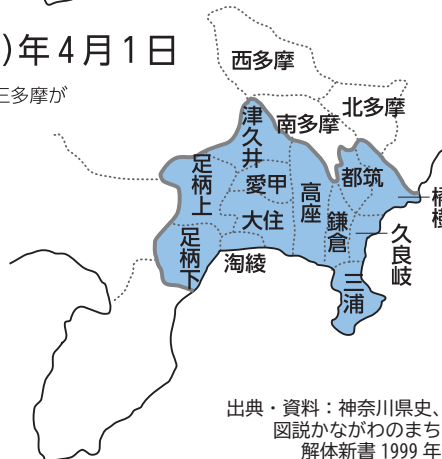 )年4月1日
三多摩が
西多摩
北多摩
南多摩
津久井
足柄上
愛甲
高座
都筑
橘樹
大住
鎌倉
久良岐
足柄下
淘綾
三浦
出典・資料：神奈川県史、
図説かながわのまち
解体新書 1999 年